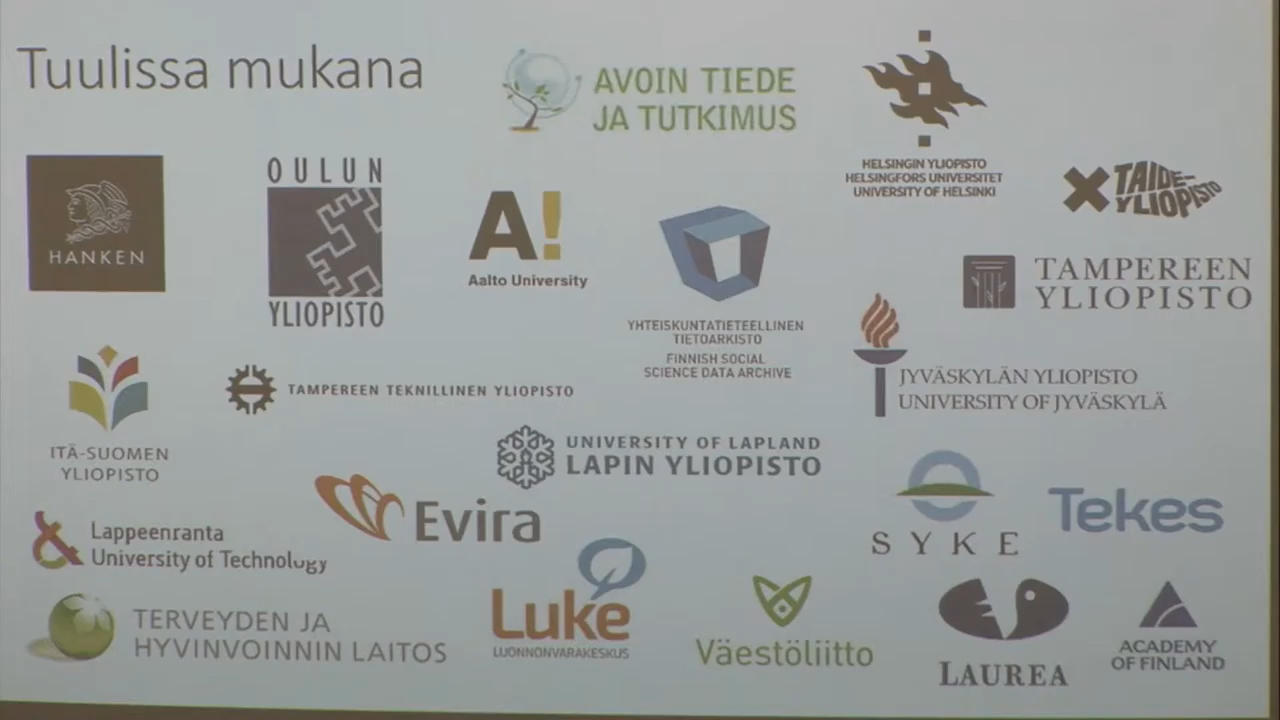 Tuulissa mukana
AVOIN TIEDE
JA TUTKIMUS
HELSINGIN YLIOPISTO
HELSINGFORS UNIVERSITET
UNIVERSITY OF HELSINKI
HANKEN
OULUN
YLIOPISTO
A!
Aalto University
YHTEISKUNTATIETEELLINEN
TIETOARKISTO
FINNISH SOCIAL
SCIENCE DATA ARCHIVE
TAIDE-
YLIOPISTO
TAMPEREEN
YLIOPISTO
ITÄ-SUOMEN
YLIOPISTO
TAMPEREEN TEKNILLINEN YLIOPISTO
JYVÄSKYLÄN YLIOPISTO
UNIVERSITY OF JYVÄSKYLÄ
UNIVERSITY OF LAPLAND
LAPIN YLIOPISTO
Lappeenranta
University of Technology
Evira
SYKE
Tekes
TERVEYDEN JA
HYVINVOINNIN LAITOS
Luke
LUONNONVARAKESKUS
Väestöliitto
LAUREA
ACADEMY
OF FINLAND